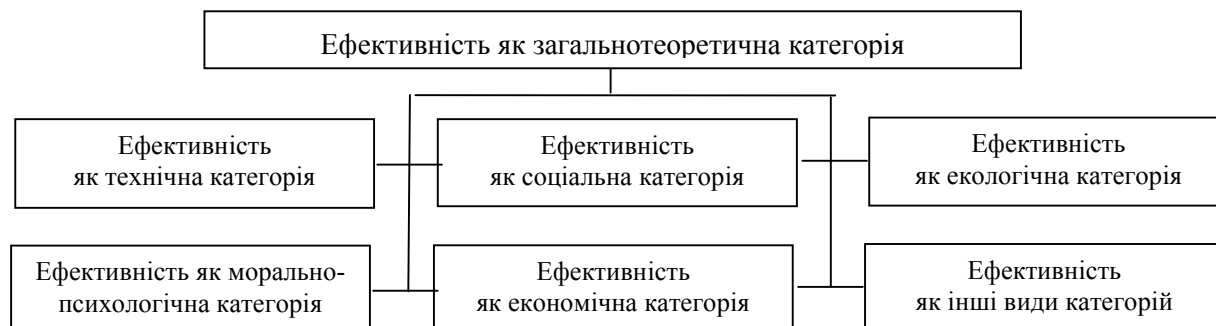 Ефективність як загальнотеоретична категорія
Ефективність
як технічна категорія
Ефективність
як соціальна категорія
Ефективність
як екологічна категорія
Ефективність як морально-
психологічна категорія
Ефективність
як економічна категорія
Ефективність
як інші види категорій